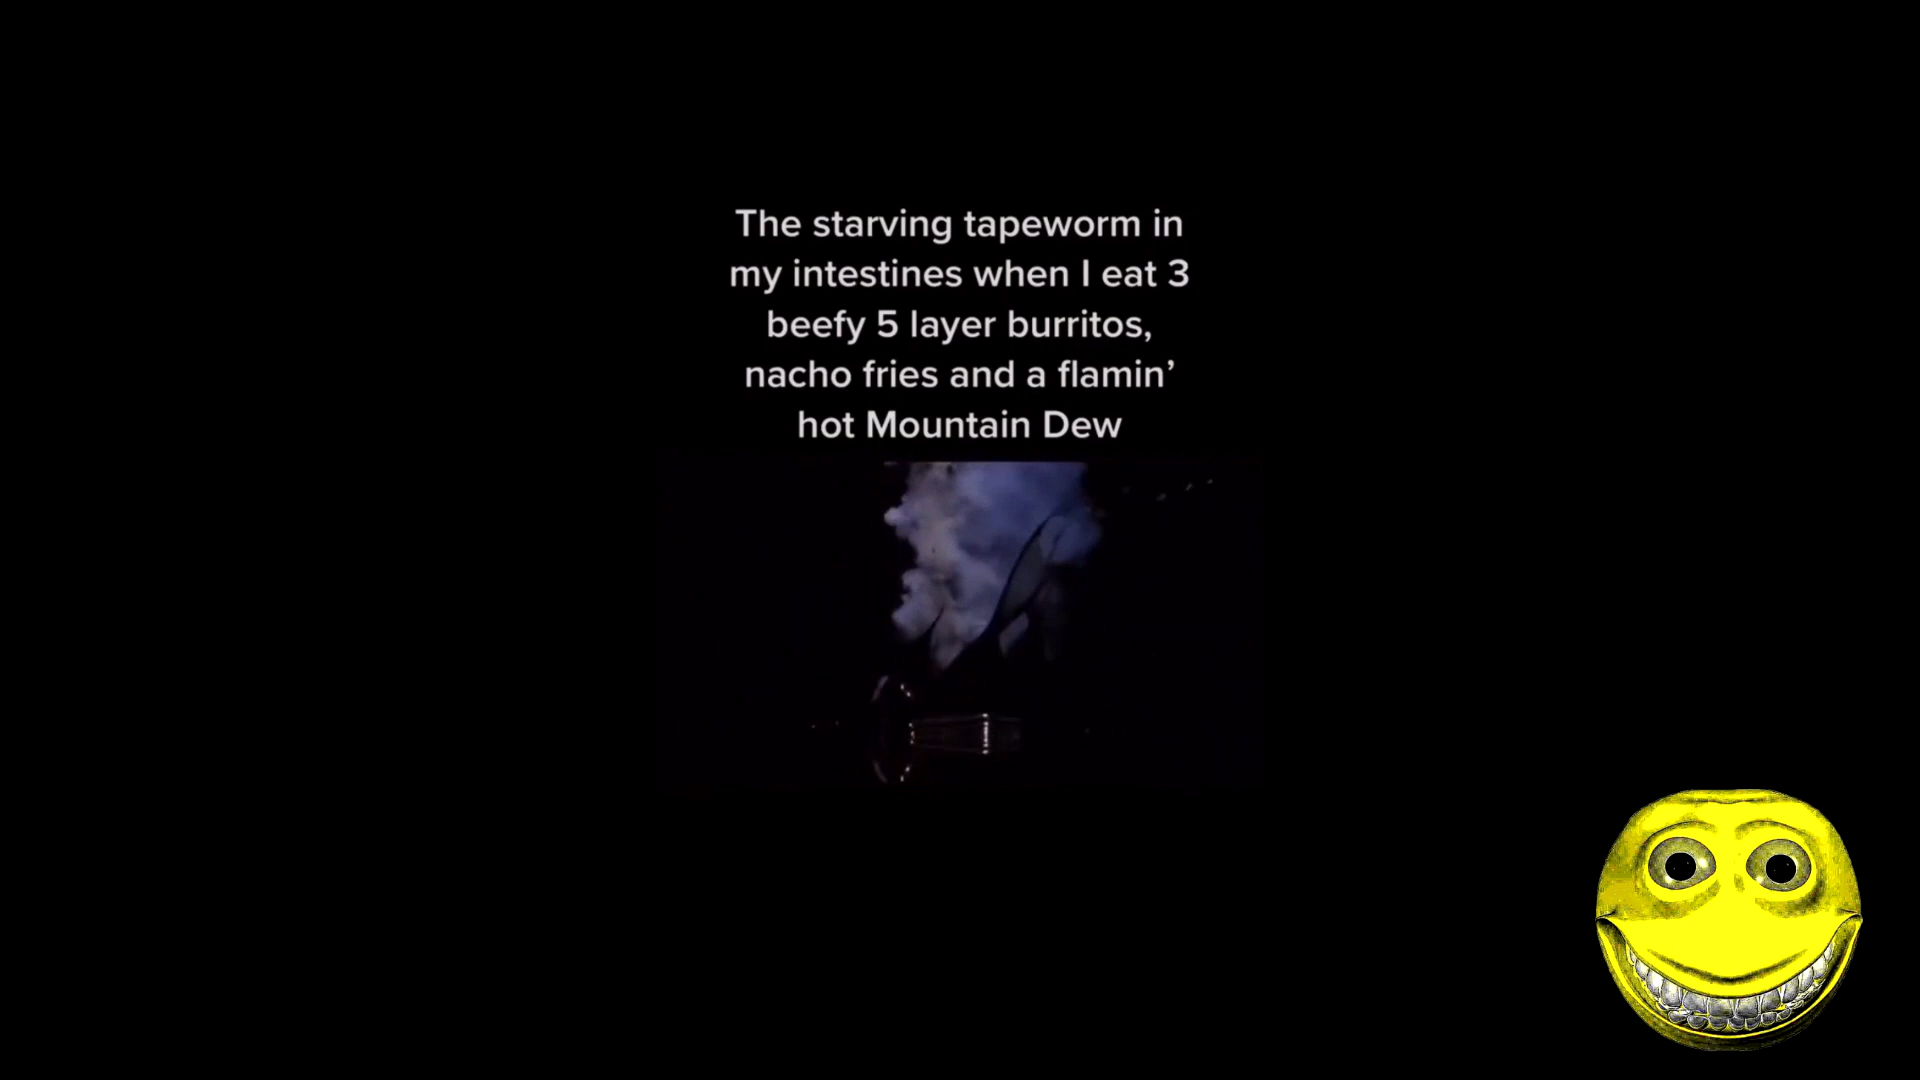 The starving tapeworm in
my intestines when I eat 3
beefy 5 layer burritos,
nacho fries and a flamin’
hot Mountain Dew